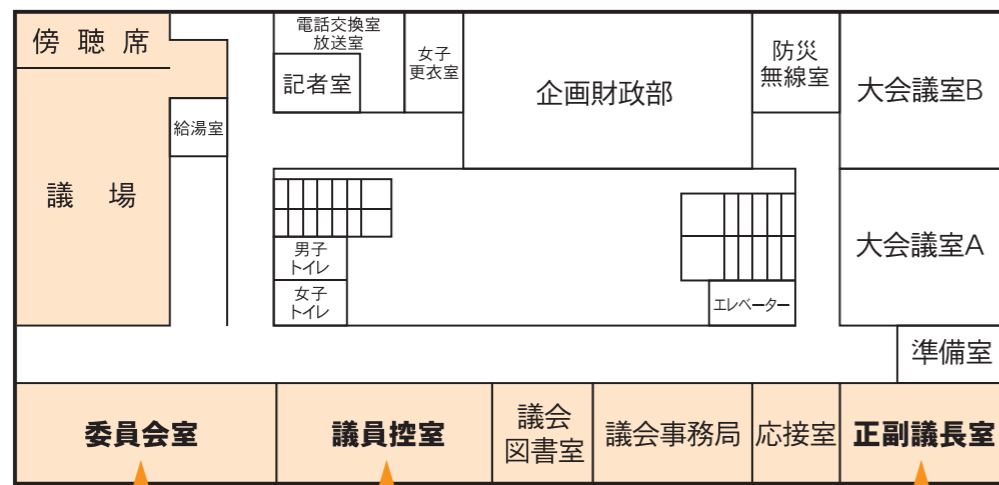 傍聴席
電話交換室
放送室
女子
更衣室
記者室
企画財政部
防災
無線室
大会議室B
給湯室
議場
男子
トイレ
女子
トイレ
エレベーター
大会議室A
準備室
委員会室
議員控室
議会
図書室
議会事務局
応接室
正副議長室